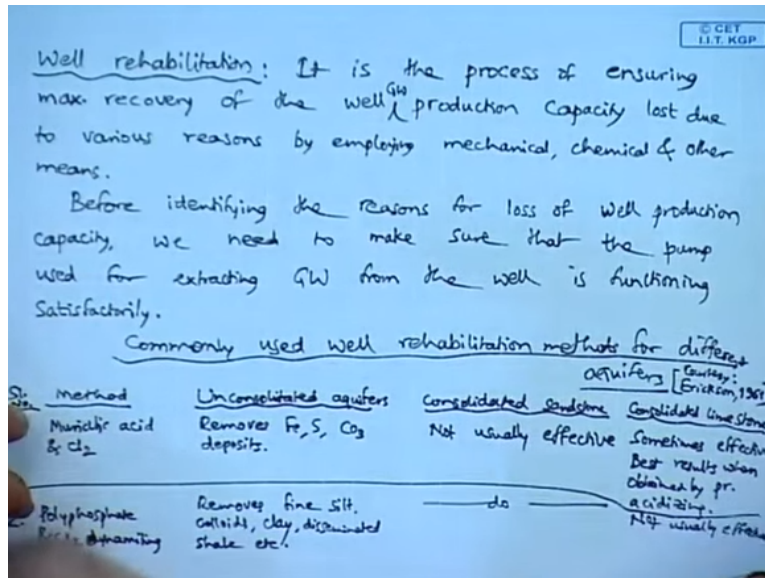 © CET
I.I.T. KGP
Well rehabilitation: It is the process of ensuring
max. recovery of the well GW production capacity lost due
to various reasons by employing mechanical, chemical & other
means.
Before identifying the reasons for loss of well production
capacity, we need to make sure that the pump
used for extracting GW from the well is functioning
Satisfactorily.
Commonly used well rehabilitation methods for different
aquifers [Courtesy:
Method Unconsolidated aquifers Consolidated sandstone Consolidated limestone
Muriatic acid Removes Fe, S, CO3 Not usually effective Sometimes effective
& Cl2 deposits. Best results when
obtained by pr.
acidizing.
Polyphosphate Removes fine silt. do Not usually effective
colloids, clay, disseminated
dynamiting shale etc.